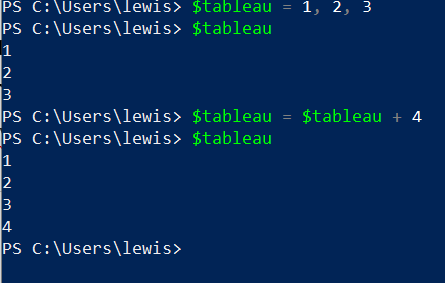 PS C:\Users\lewis> $tableau = 1, 2, 3
PS C:\Users\lewis> $tableau
1
2
3
PS C:\Users\lewis> $tableau = $tableau + 4
PS C:\Users\lewis> $tableau
1
2
3
4
PS C:\Users\lewis>